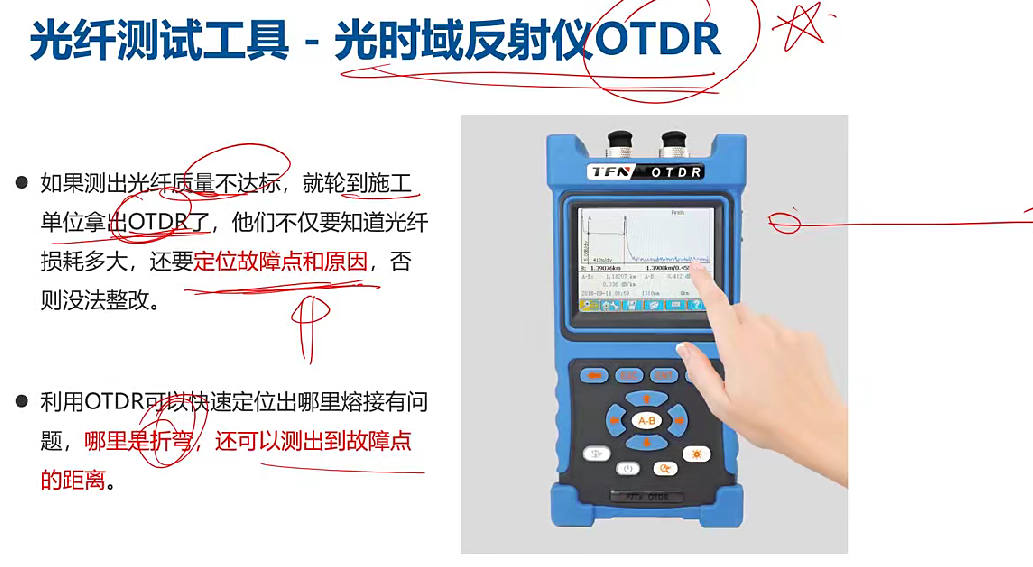 光纤测试工具 - 光时域反射仪OTDR
如果测出光纤质量不达标，就轮到施工
单位拿出OTDR了，他们不仅要知道光纤
损耗多大，还要定位故障点和原因，否
则没法整改。
利用OTDR可以快速定位出哪里熔接有问
题，哪里是折弯，还可以测出到故障点
的距离。
TFN OTDR
A
B
A-B